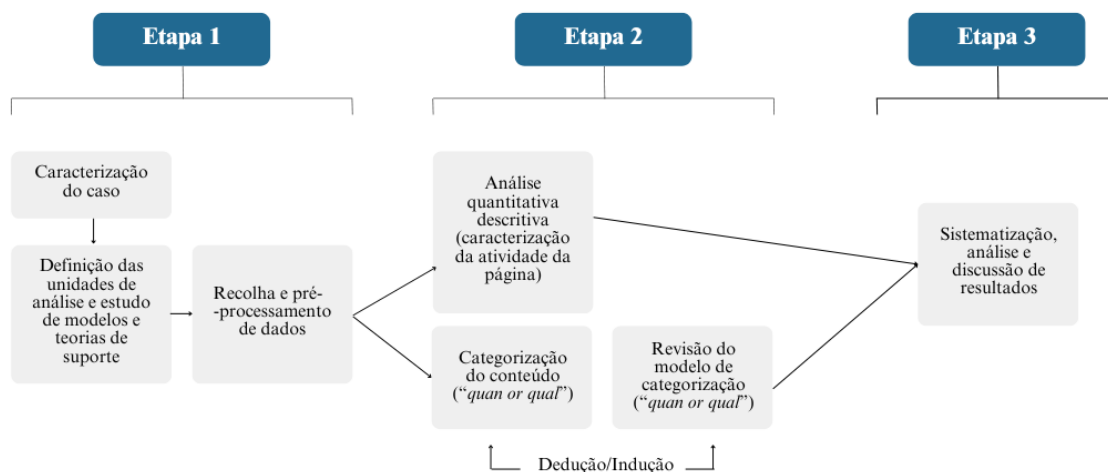 Etapa 1
Etapa 2
Etapa 3
Caracterização
do caso
Definição das
unidades de
análise e estudo
de modelos e
teorias de
suporte
Recolha e pré-
-processamento
de dados
Análise
quantitativa
descritiva
(caracterização
da atividade da
página)
Categorização
do conteúdo
(“quan or qual”)
Revisão do
modelo de
categorização
(“quan or qual”)
Dedução/Indução
Sistematização,
análise e
discussão de
resultados